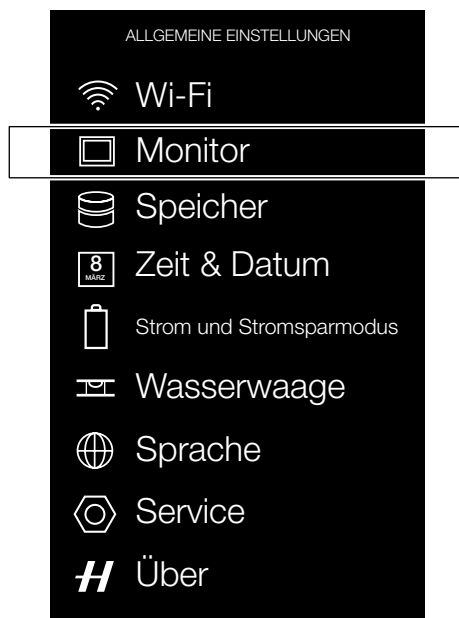 ALLGEMEINE EINSTELLUNGEN
Wi-Fi
Monitor
Speicher
8
MÄRZ
Zeit & Datum
Strom und Stromsparmodus
Wasserwaage
Sprache
Service
H Über